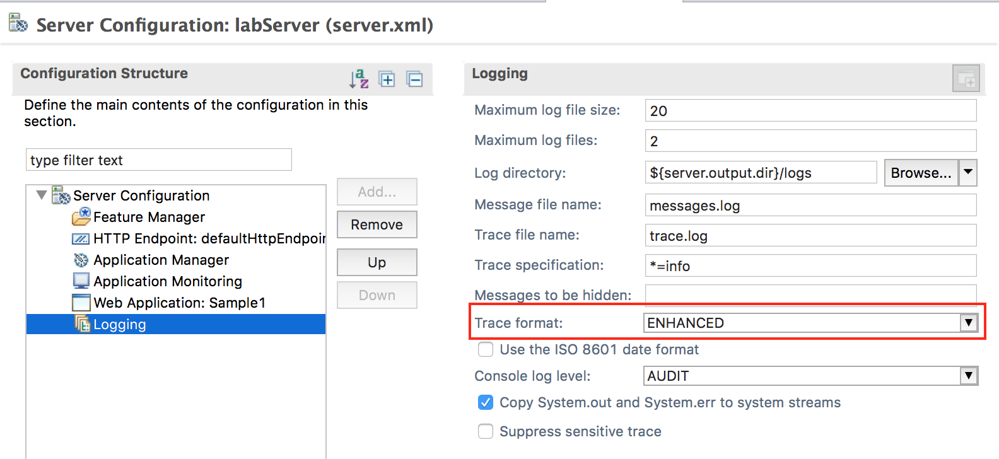 Server Configuration: labServer (server.xml)
Configuration Structure
Define the main contents of the configuration in this
section.
type filter text
Server Configuration
Feature Manager
HTTP Endpoint: defaultHttpEndpoin
Application Manager
Application Monitoring
Web Application: Sample1
Logging
Add...
Remove
Up
Down
Logging
Maximum log file size: 20
Maximum log files: 2
Log directory: ${server.output.dir}/logs Browse...
Message file name: messages.log
Trace file name: trace.log
Trace specification: *=info
Messages to be hidden:
Trace format: ENHANCED
Use the ISO 8601 date format
Console log level: AUDIT
Copy System.out and System.err to system streams
Suppress sensitive trace